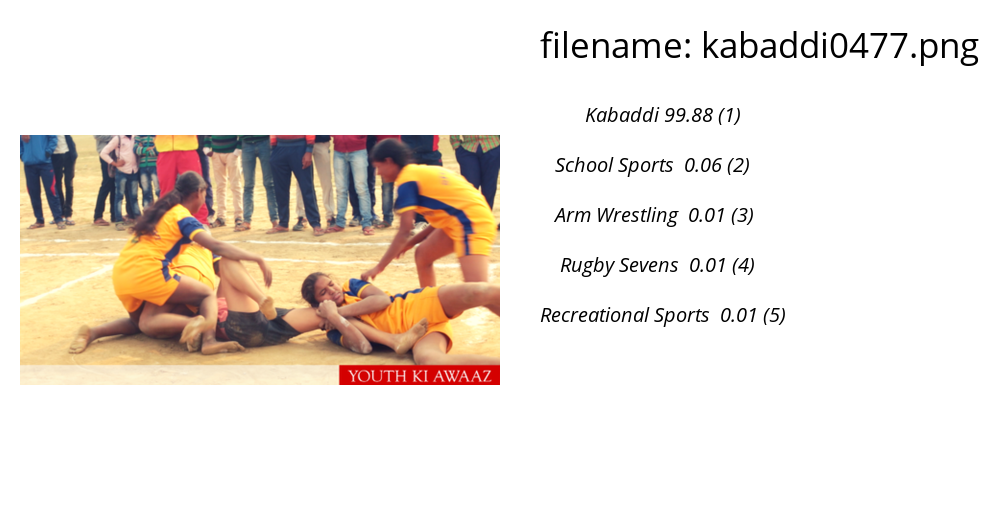 filename: kabaddi0477.png
Kabaddi 99.88 (1)
School Sports 0.06 (2)
Arm Wrestling 0.01 (3)
Rugby Sevens 0.01 (4)
Recreational Sports 0.01 (5)
YOUTH KI AWAAZ